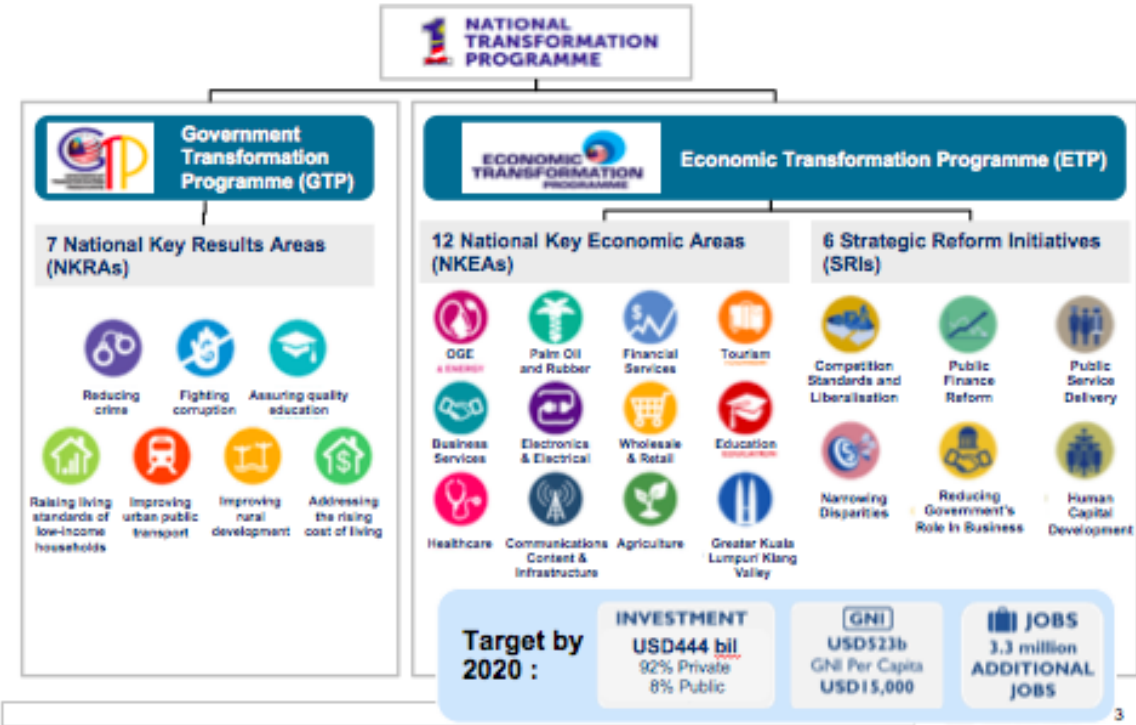 1 NATIONAL
TRANSFORMATION
PROGRAMME
GTP
Government
Transformation
Programme (GTP)
7 National Key Results Areas
(NKRAs)
Reducing
crime
Fighting
corruption
Assuring quality
education
Raising living
standards of
low-income
households
Improving
urban public
transport
Improving
rural
development
Addressing
the rising
cost of living
ECONOMIC
TRANSFORMATION
PROGRAMME
Economic Transformation Programme (ETP)
12 National Key Economic Areas
(NKEAs)
OGE
& ENERGY
Palm Oil
and Rubber
Financial
Services
Tourism
Business
Services
Electronics
& Electrical
Wholesale
& Retail
Education
EDUCATION
Healthcare
Communications
Content &
Infrastructure
Agriculture
Greater Kuala
Lumpur/ Klang
Valley
6 Strategic Reform Initiatives
(SRIs)
Competition
Standards and
Liberalisation
Public
Finance
Reform
Public
Service
Delivery
Narrowing
Disparities
Reducing
Government's
Role In Business
Human
Capital
Development
Target by
2020 :
INVESTMENT
USD444 bil
92% Private
8% Public
GNI
USD523b
GNI Per Capita
USD15,000
JOBS
3.3 million
ADDITIONAL
JOBS
3